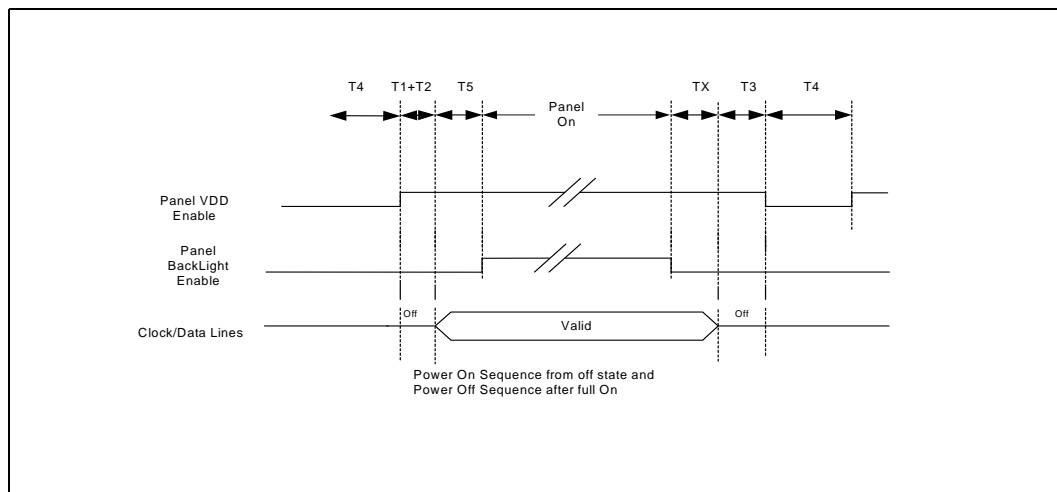 T4 T1+T2 T5 TX T3 T4
Panel
On
Panel VDD
Enable
Panel
BackLight
Enable
Off Off
Clock/Data Lines Valid
Power On Sequence from off state and
Power Off Sequence after full On